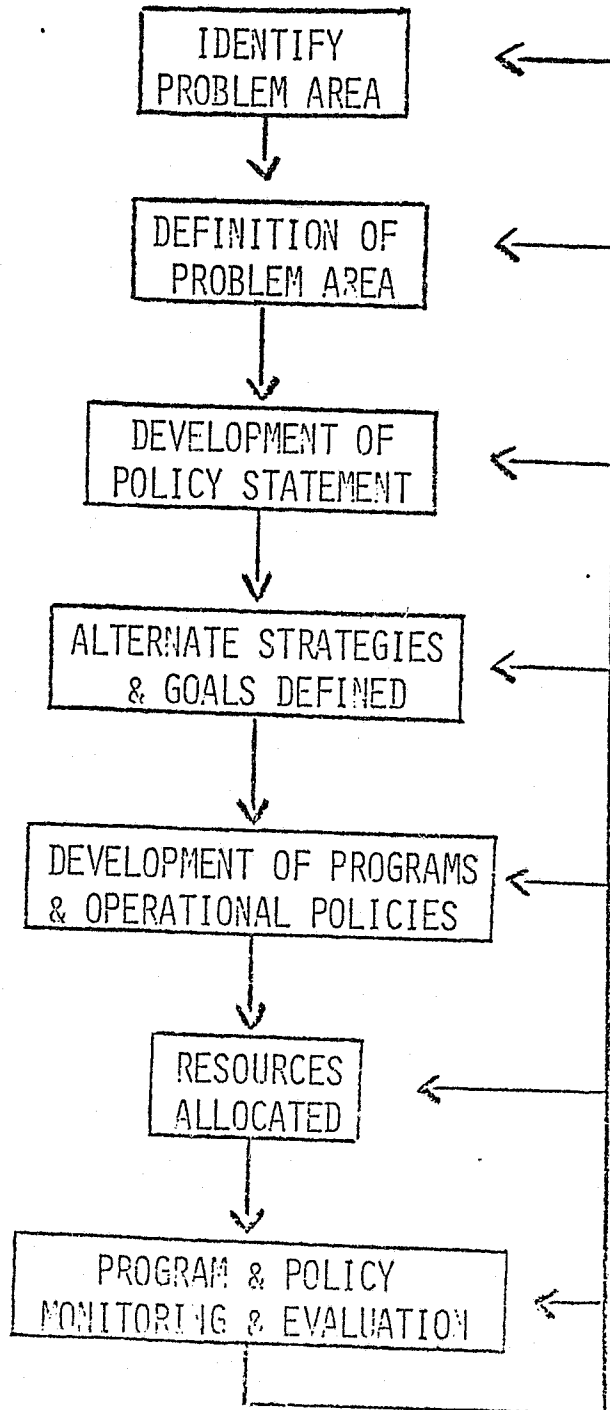 IDENTIFY
PROBLEM AREA
DEFINITION OF
PROBLEM AREA
DEVELOPMENT OF
POLICY STATEMENT
ALTERNATE STRATEGIES
& GOALS DEFINED
DEVELOPMENT OF PROGRAMS
& OPERATIONAL POLICIES
RESOURCES
ALLOCATED
PROGRAM & POLICY
MONITORING & EVALUATION